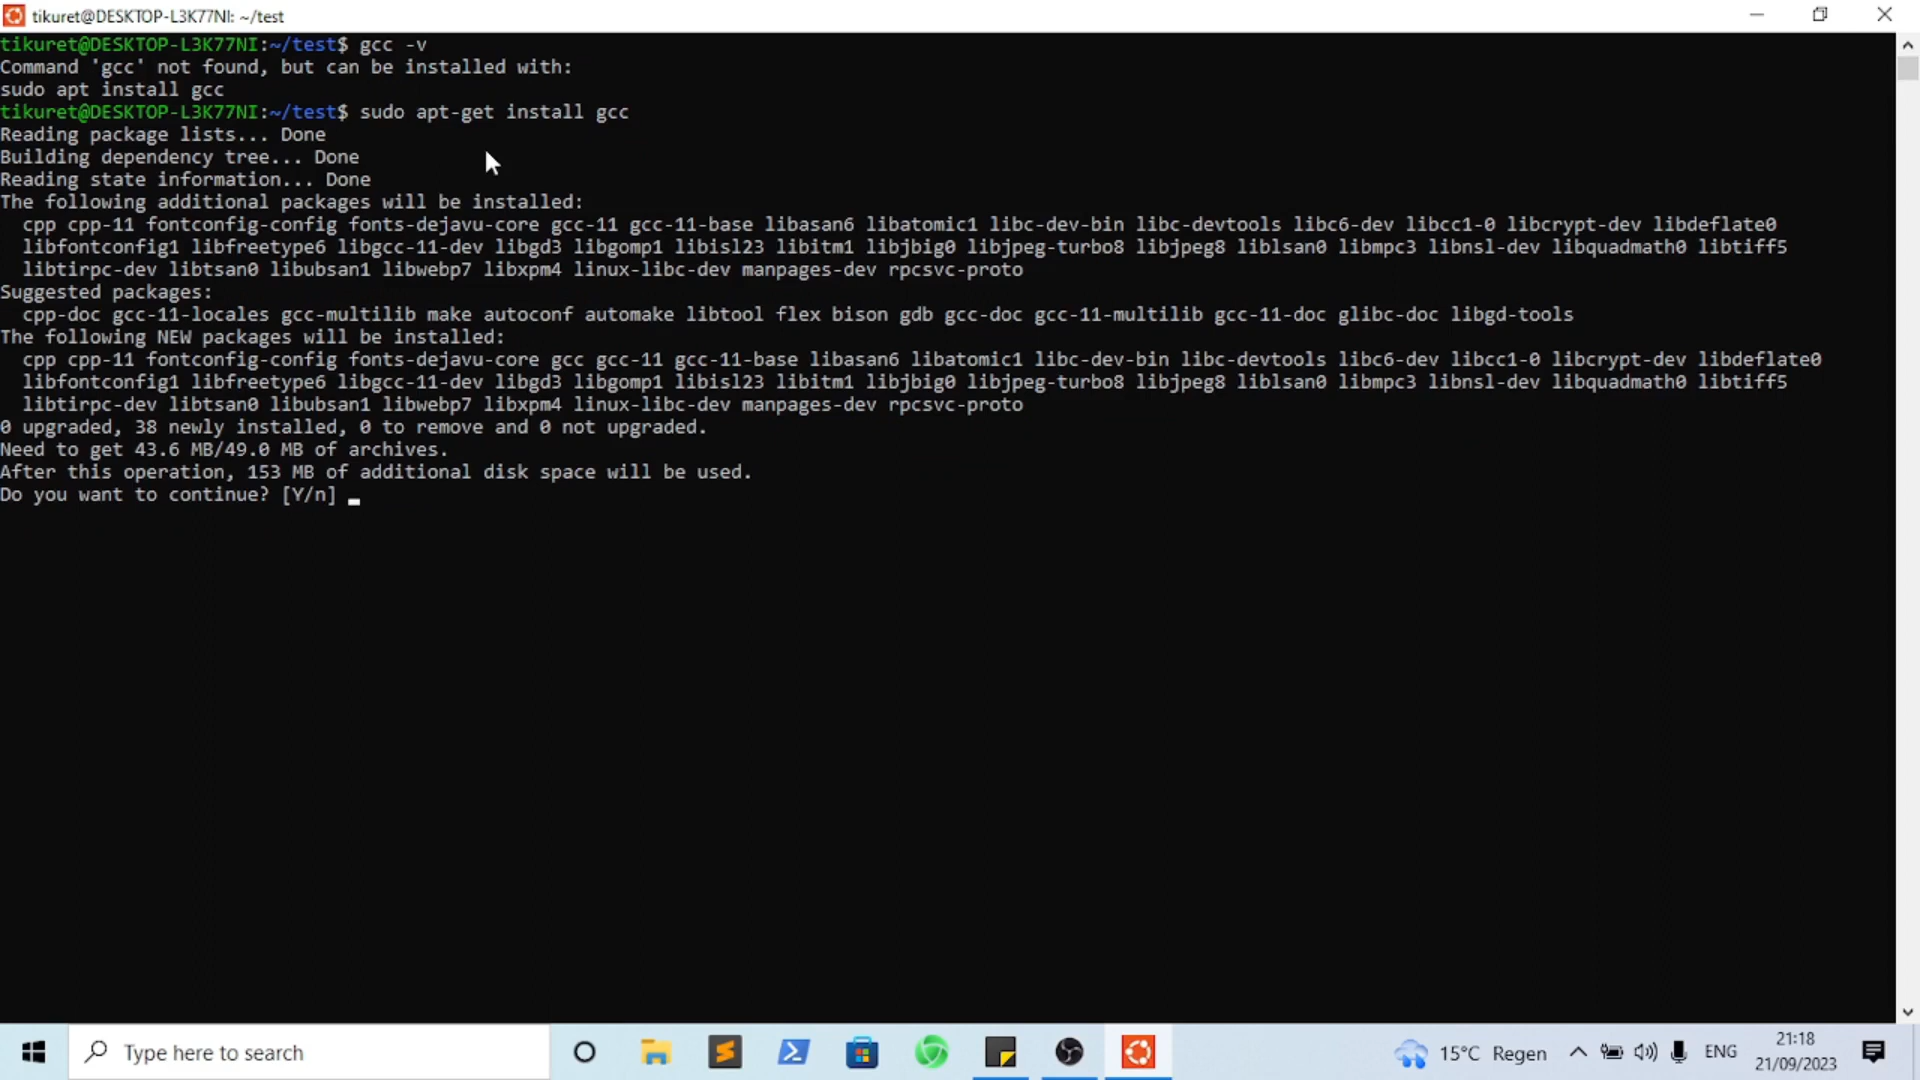 tikuret@DESKTOP-L3K77NI: ~/test
tikuret@DESKTOP-L3K77NI:~/test$ gcc -v
Command 'gcc' not found, but can be installed with:
sudo apt install gcc
tikuret@DESKTOP-L3K77NI:~/test$ sudo apt-get install gcc
Reading package lists... Done
Building dependency tree... Done
Reading state information... Done
The following additional packages will be installed:
  cpp cpp-11 fontconfig-config fonts-dejavu-core gcc-11 gcc-11-base libasan6 libatomic1 libc-dev-bin libc-devtools libc6-dev libcc1-0 libcrypt-dev libdeflate0
  libfontconfig1 libfreetype6 libgcc-11-dev libgd3 libgomp1 libisl23 libitm1 libjbig0 libjpeg-turbo8 libjpeg8 liblsan0 libmpc3 libnsl-dev libquadmath0 libtiff5
  libtirpc-dev libtsan0 libubsan1 libwebp7 libxpm4 linux-libc-dev manpages-dev rpcsvc-proto
Suggested packages:
  cpp-doc gcc-11-locales gcc-multilib make autoconf automake libtool flex bison gdb gcc-doc gcc-11-multilib gcc-11-doc glibc-doc libgd-tools
The following NEW packages will be installed:
  cpp cpp-11 fontconfig-config fonts-dejavu-core gcc gcc-11 gcc-11-base libasan6 libatomic1 libc-dev-bin libc-devtools libc6-dev libcc1-0 libcrypt-dev libdeflate0
  libfontconfig1 libfreetype6 libgcc-11-dev libgd3 libgomp1 libisl23 libitm1 libjbig0 libjpeg-turbo8 libjpeg8 liblsan0 libmpc3 libnsl-dev libquadmath0 libtiff5
  libtirpc-dev libtsan0 libubsan1 libwebp7 libxpm4 linux-libc-dev manpages-dev rpcsvc-proto
0 upgraded, 38 newly installed, 0 to remove and 0 not upgraded.
Need to get 43.6 MB/49.0 MB of archives.
After this operation, 153 MB of additional disk space will be used.
Do you want to continue? [Y/n]
Type here to search
15°C Regen
ENG
21:18
21/09/2023